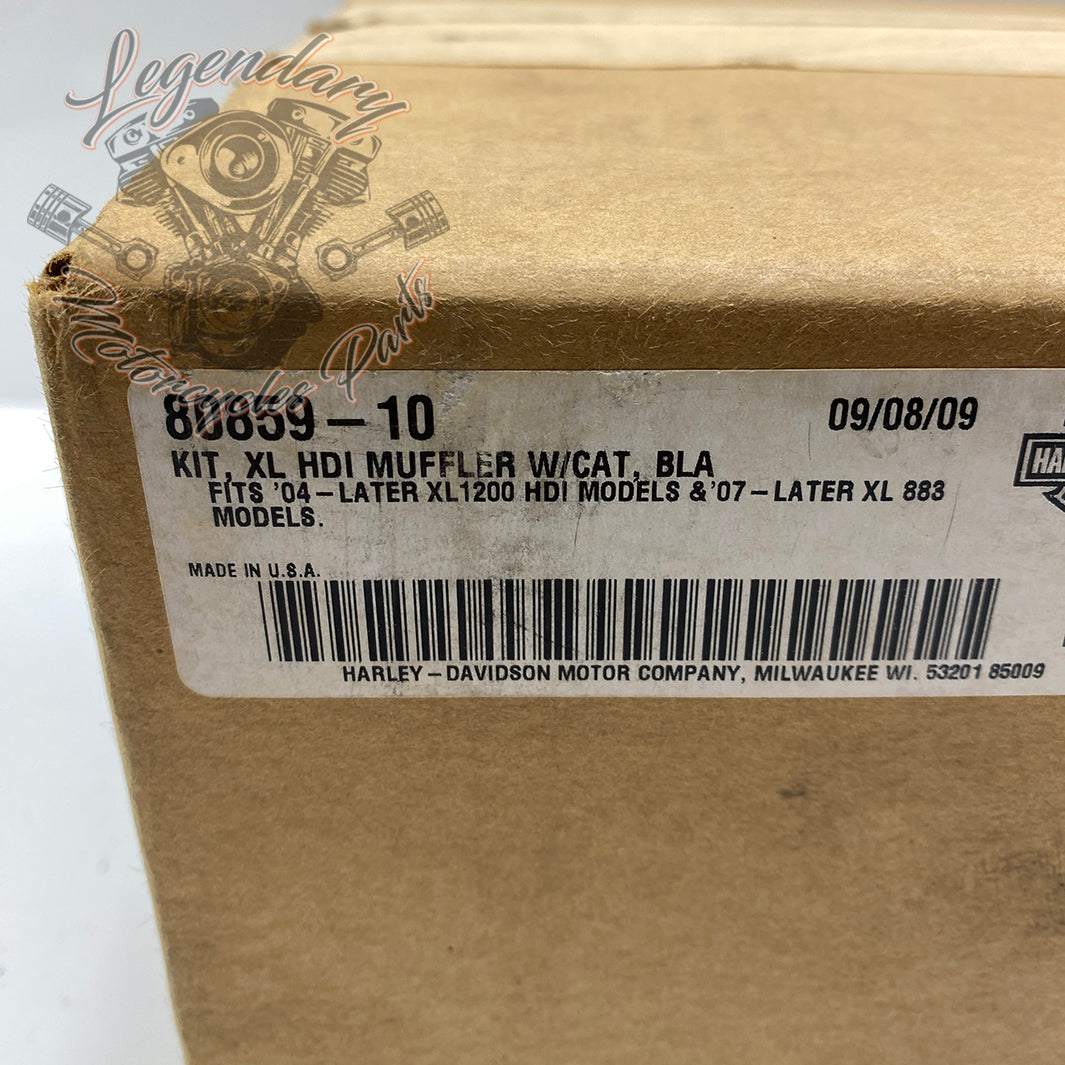 Legendary
Motorcycles Parts
80859-10
09/08/09
KIT, XL HDI MUFFLER W/CAT, BLA
FITS '04-LATER XL1200 HDI MODELS &'07-LATER XL 883
MODELS.
MADE IN U.S.A.
HARLEY-DAVIDSON MOTOR COMPANY, MILWAUKEE WI. 53201 85009